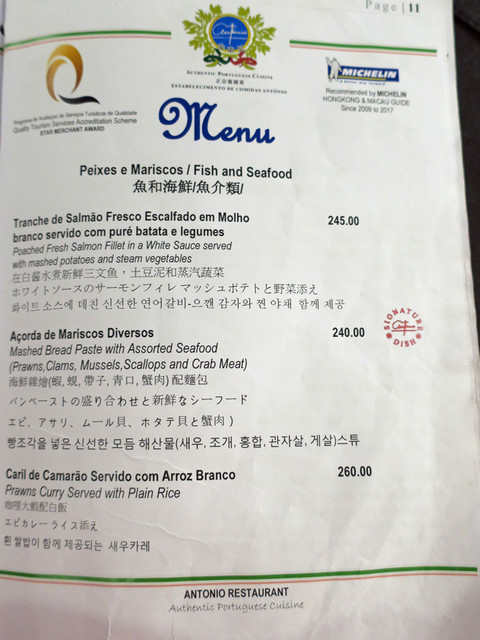 Page | 11
Antonio
AUTHENTIC PORTUGUESE CUISINE
正宗葡國菜
ESTABELECIMENTO DE COMIDAS ANTÓNIO
Programa de Avaliação de Serviços Turísticos de Qualidade
Quality Tourism Services Accreditation Scheme
STAR MERCHANT AWARD
MICHELIN
Recommended by MICHELIN
HONGKONG & MACAU GUIDE
Since 2009 to 2017
Menu
Peixes e Mariscos / Fish and Seafood
魚和海鮮/魚介類/
Tranche de Salmão Fresco Escalfado em Molho 245.00
branco servido com puré batata e legumes
Poached Fresh Salmon Fillet in a White Sauce served
with mashed potatoes and steam vegetables
在白醬水煮新鮮三文鱼，土豆泥和蒸汽蔬菜
ホワイトソースのサーモンフィレ マッシュポテトと野菜添え
화이트 소스에 데친 신선한 연어갈비-으깬 감자와 찐 야채 함께 제공
Açorda de Mariscos Diversos 240.00
SIGNATURE DISH
Mashed Bread Paste with Assorted Seafood
(Prawns,Clams, Mussels,Scallops and Crab Meat)
海鮮雜燴(蝦, 蜆, 帶子, 青口, 蟹肉) 配麵包
パンペーストの盛り合わせと新鮮なシーフード
エビ、アサリ、ムール貝、ホタテ貝と蟹肉 )
빵조각을 넣은 신선한 모듬 해산물(새우, 조개, 홍합, 관자살, 게살)스튜
Caril de Camarão Servido com Arroz Branco 260.00
Prawns Curry Served with Plain Rice
咖哩大蝦配白飯
エビカレー ライス添え
흰 쌀밥이 함께 제공되는 새우카레
ANTONIO RESTAURANT
Authentic Portuguese Cuisine